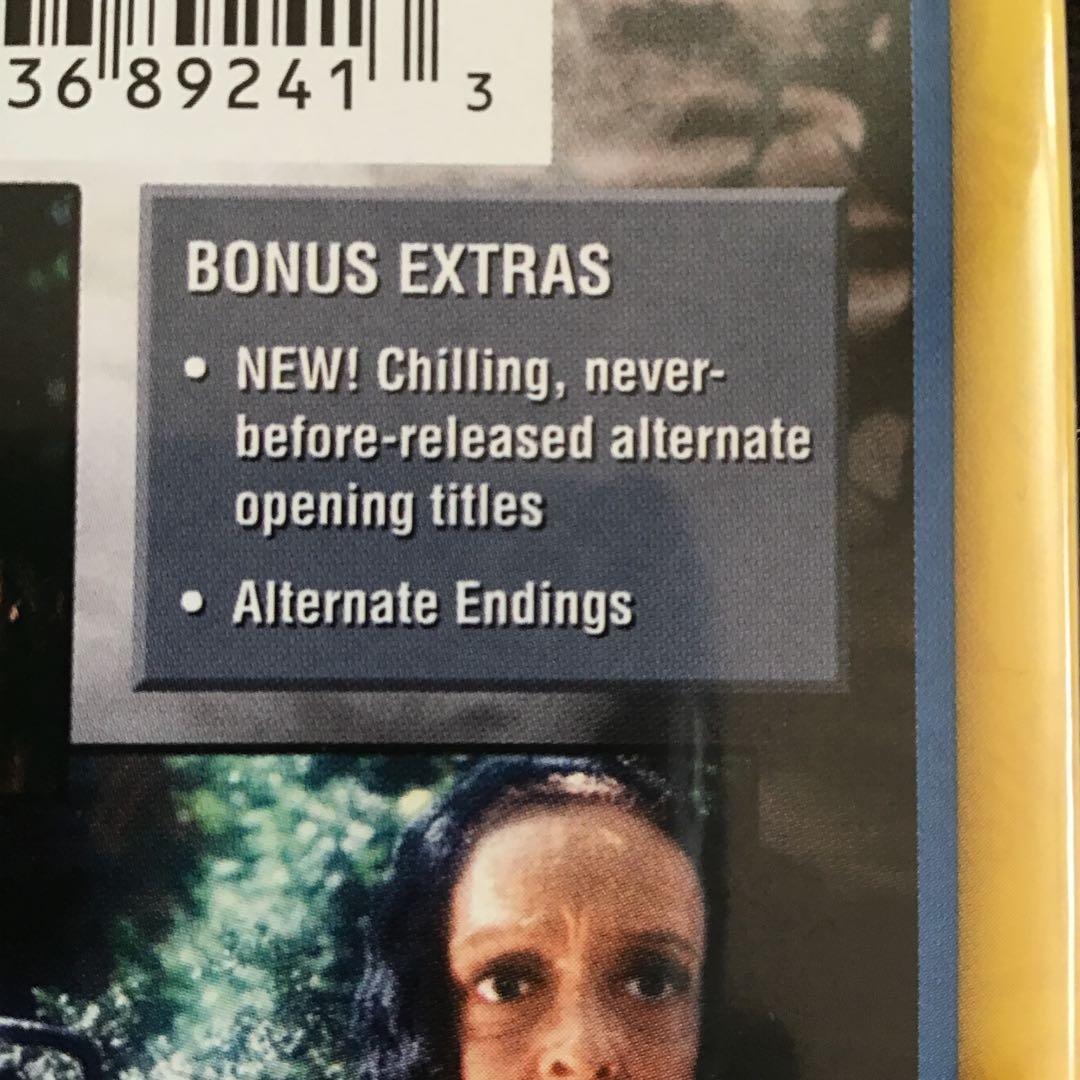 36 89241 3
BONUS EXTRAS
• NEW! Chilling, never-
before-released alternate
opening titles
• Alternate Endings